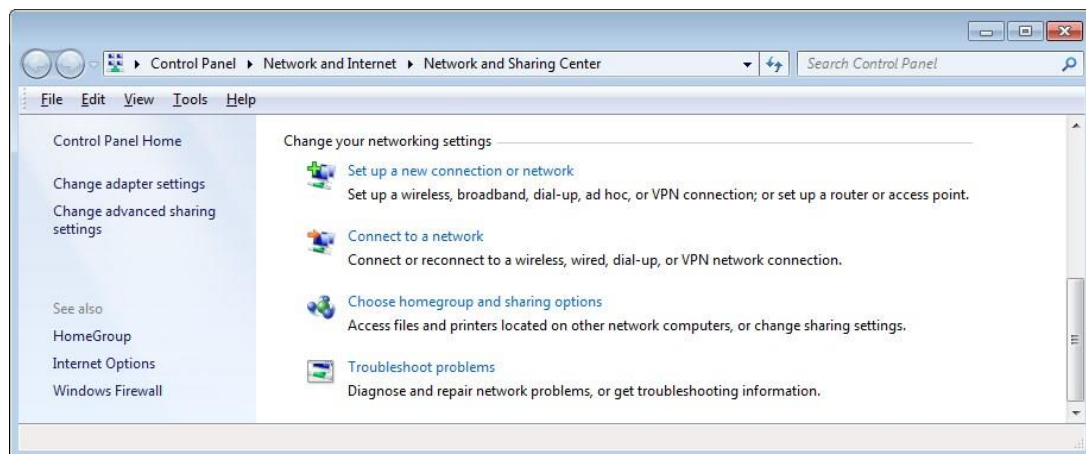 Control Panel ▸ Network and Internet ▸ Network and Sharing Center
Search Control Panel
File Edit View Tools Help
Control Panel Home
Change adapter settings
Change advanced sharing
settings
See also
HomeGroup
Internet Options
Windows Firewall
Change your networking settings
Set up a new connection or network
Set up a wireless, broadband, dial-up, ad hoc, or VPN connection; or set up a router or access point.
Connect to a network
Connect or reconnect to a wireless, wired, dial-up, or VPN network connection.
Choose homegroup and sharing options
Access files and printers located on other network computers, or change sharing settings.
Troubleshoot problems
Diagnose and repair network problems, or get troubleshooting information.